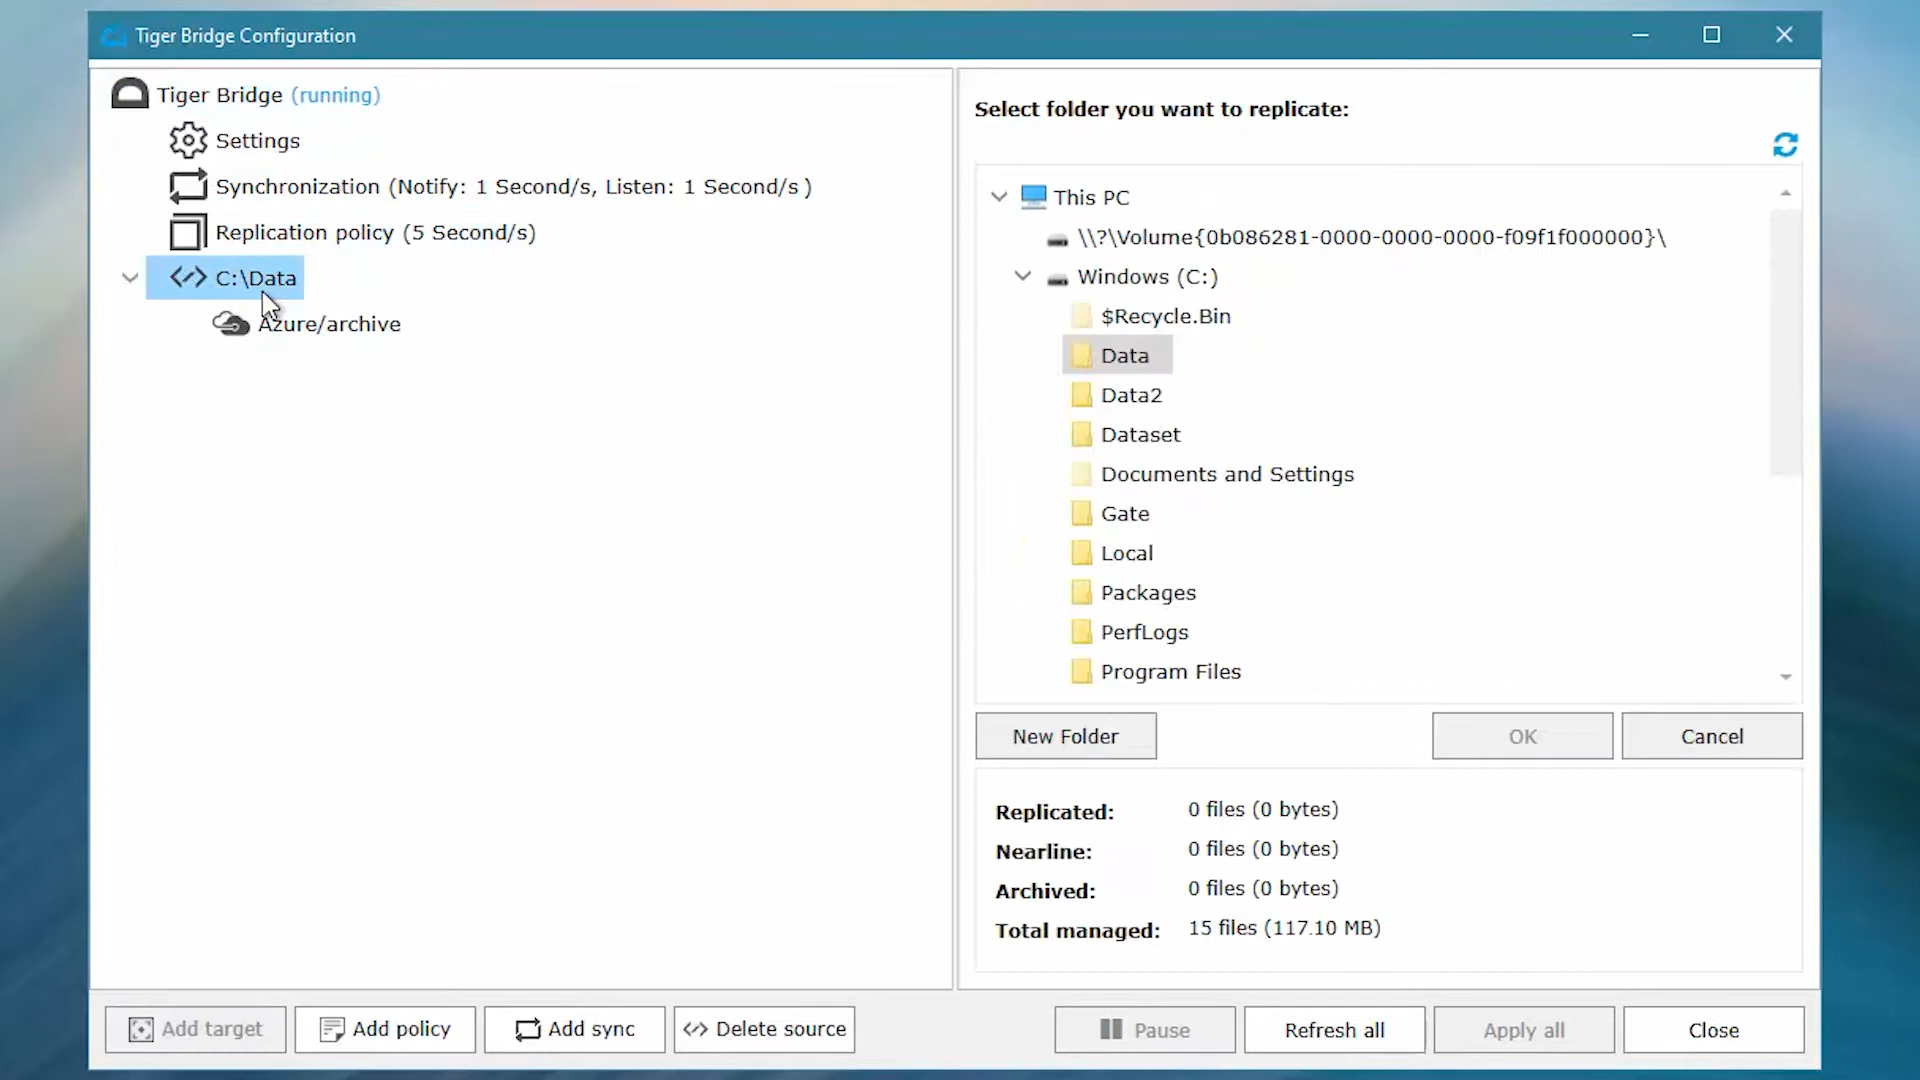 Tiger Bridge Configuration
Tiger Bridge (running)
Settings
Synchronization (Notify: 1 Second/s, Listen: 1 Second/s )
Replication policy (5 Second/s)
C:\Data
Azure/archive
Select folder you want to replicate:
This PC
\\?\Volume{0b086281-0000-0000-0000-f09f1f000000}\
Windows (C:)
$Recycle.Bin
Data
Data2
Dataset
Documents and Settings
Gate
Local
Packages
PerfLogs
Program Files
New Folder
OK
Cancel
Replicated: 0 files (0 bytes)
Nearline: 0 files (0 bytes)
Archived: 0 files (0 bytes)
Total managed: 15 files (117.10 MB)
Add target
Add policy
Add sync
Delete source
Pause
Refresh all
Apply all
Close